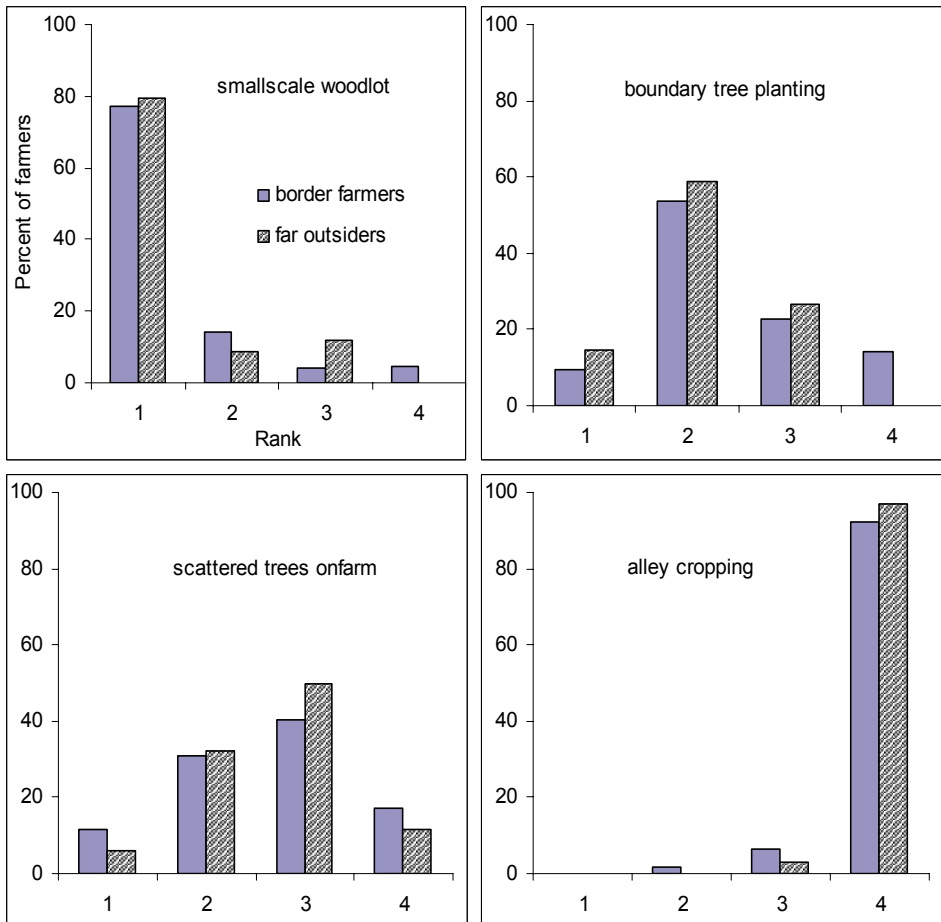 Percent of farmers
100
80
60
40
20
0
smallscale woodlot
border farmers
far outsiders
1 2 3 4
Rank
100
80
60
40
20
0
boundary tree planting
1 2 3 4
100
80
60
40
20
0
scattered trees onfarm
1 2 3 4
100
80
60
40
20
0
alley cropping
1 2 3 4